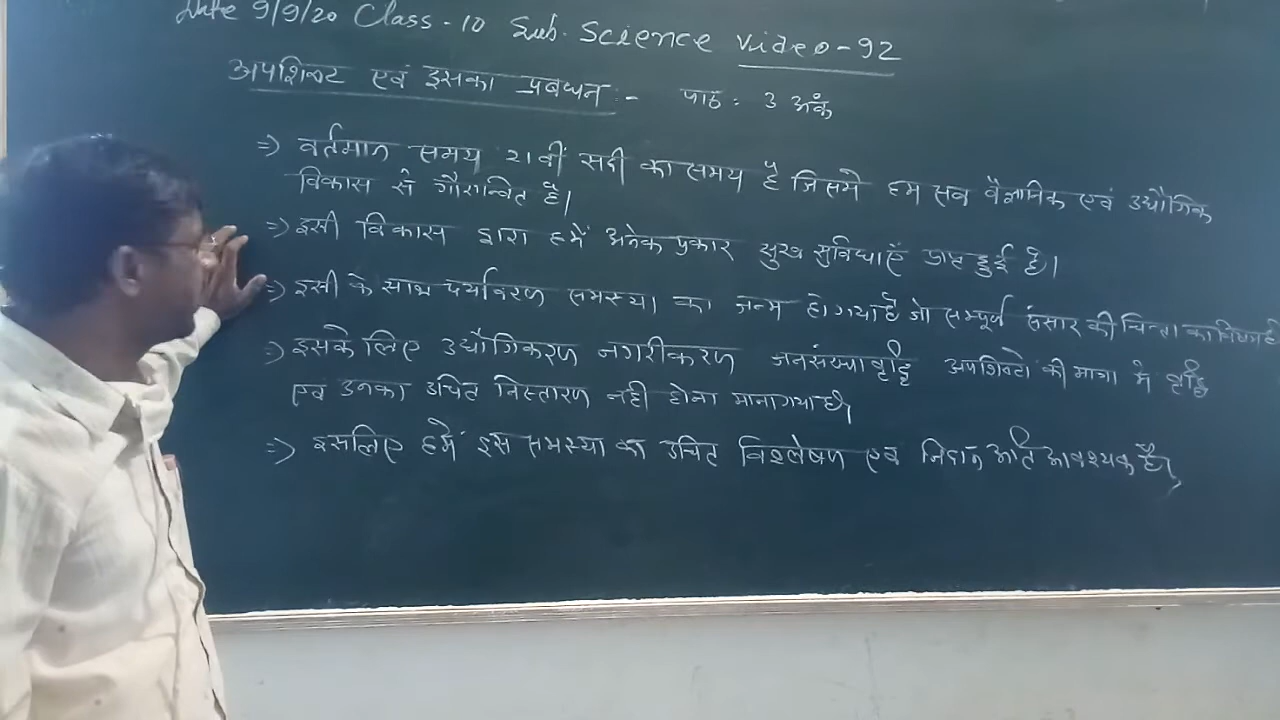 Date 9/9/20 Class - 10 Sub. Science Video-92
अपशिष्ट एवं इसका प्रबन्धन :- पाठ : 3 अंक
=> वर्तमान समय 21वीं सदी का समय है जिसमे हम सब वैज्ञानिक एवं उद्यौगिक
विकास से गौरान्वित है।
=> इसी विकास द्वारा हमें अनेक प्रकार सुख सुविधाएँ प्राप्त हुई है।
=> इसी के साथ पर्यावरण समस्या का जन्म हो गया है जो सम्पूर्ण संसार की चिन्ता का विषय है
=> इसके लिए उद्यौगिकरण नगरीकरण जनसंख्या वृद्धि अपशिष्टो की मात्रा मे वृद्धि
एवं उनका उचित निस्तारण नही होना माना गया है।
=> इसलिए हमें इस समस्या का उचित विश्लेषण एवं निदान अति आवश्यक है।